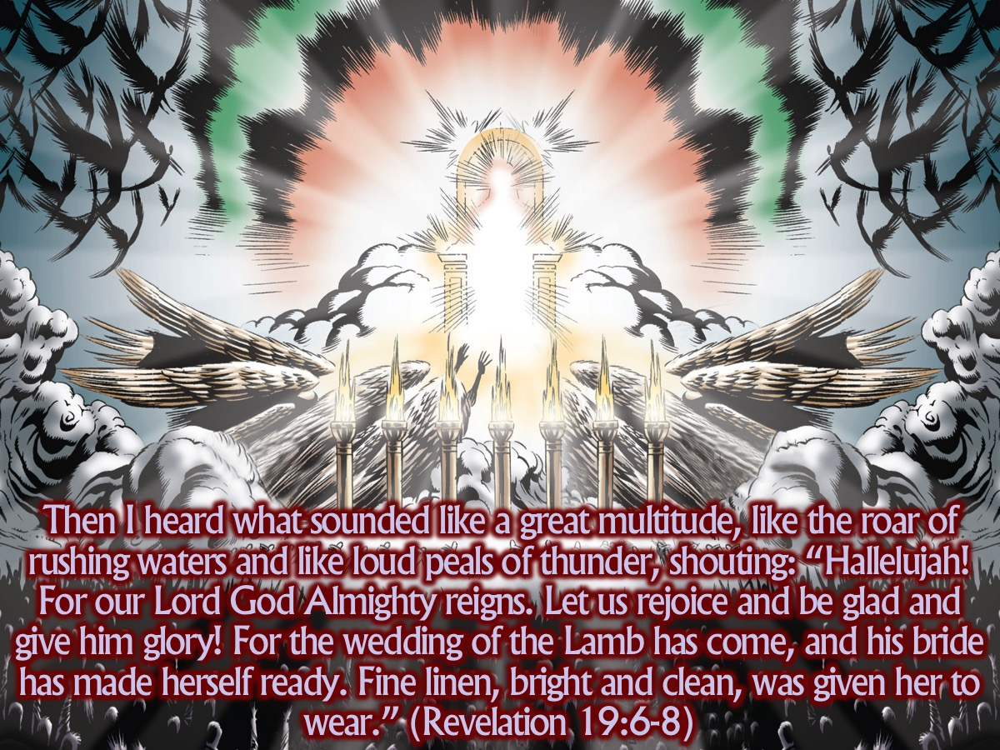 Then I heard what sounded like a great multitude, like the roar of
rushing waters and like loud peals of thunder, shouting: “Hallelujah!
For our Lord God Almighty reigns. Let us rejoice and be glad and
give him glory! For the wedding of the Lamb has come, and his bride
has made herself ready. Fine linen, bright and clean, was given her to
wear.” (Revelation 19:6-8)